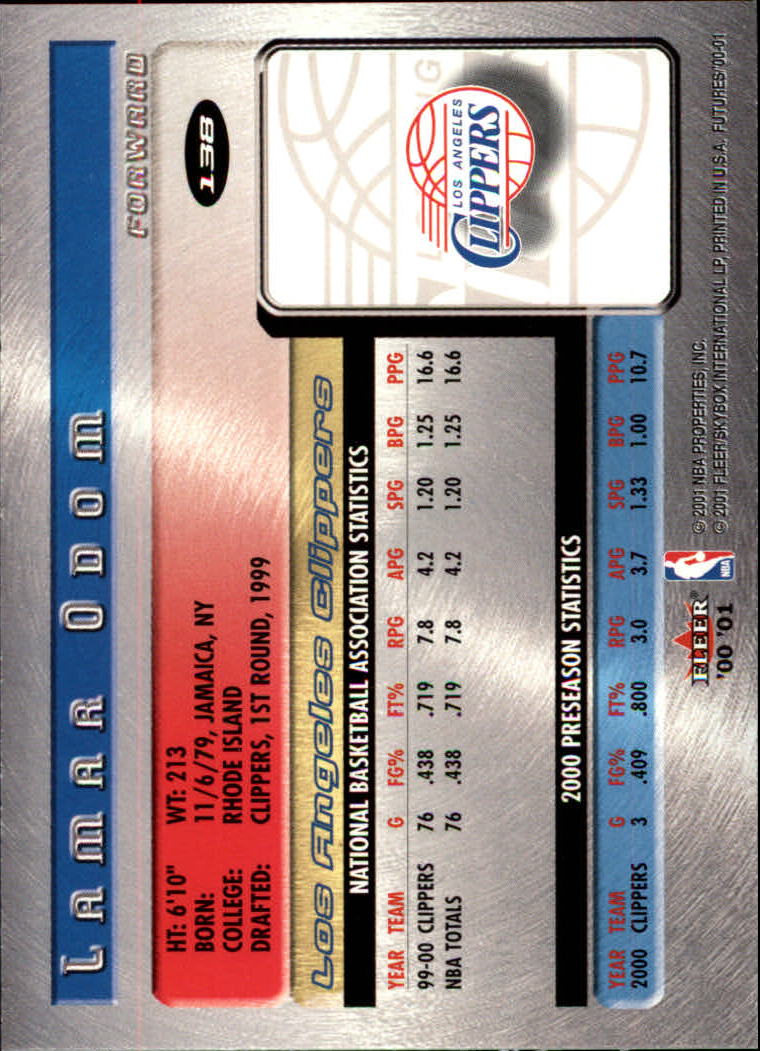 LAMAR ODOM
FORWARD
138
HT: 6'10" WT: 213
BORN: 11/6/79, JAMAICA, NY
COLLEGE: RHODE ISLAND
DRAFTED: CLIPPERS, 1ST ROUND, 1999
LOS ANGELES
CLIPPERS
Los Angeles Clippers
NATIONAL BASKETBALL ASSOCIATION STATISTICS
YEAR TEAM G FG% FT% RPG APG SPG BPG PPG
99-00 CLIPPERS 76 .438 .719 7.8 4.2 1.20 1.25 16.6
NBA TOTALS 76 .438 .719 7.8 4.2 1.20 1.25 16.6
2000 PRESEASON STATISTICS
YEAR TEAM G FG% FT% RPG APG SPG BPG PPG
2000 CLIPPERS 3 .409 .800 3.0 3.7 1.33 1.00 10.7
FLEER®
'00 '01
NBA
© 2001 NBA PROPERTIES, INC.
© 2001 FLEER/SKYBOX INTERNATIONAL LP, PRINTED IN U.S.A. FUTURES '00-01